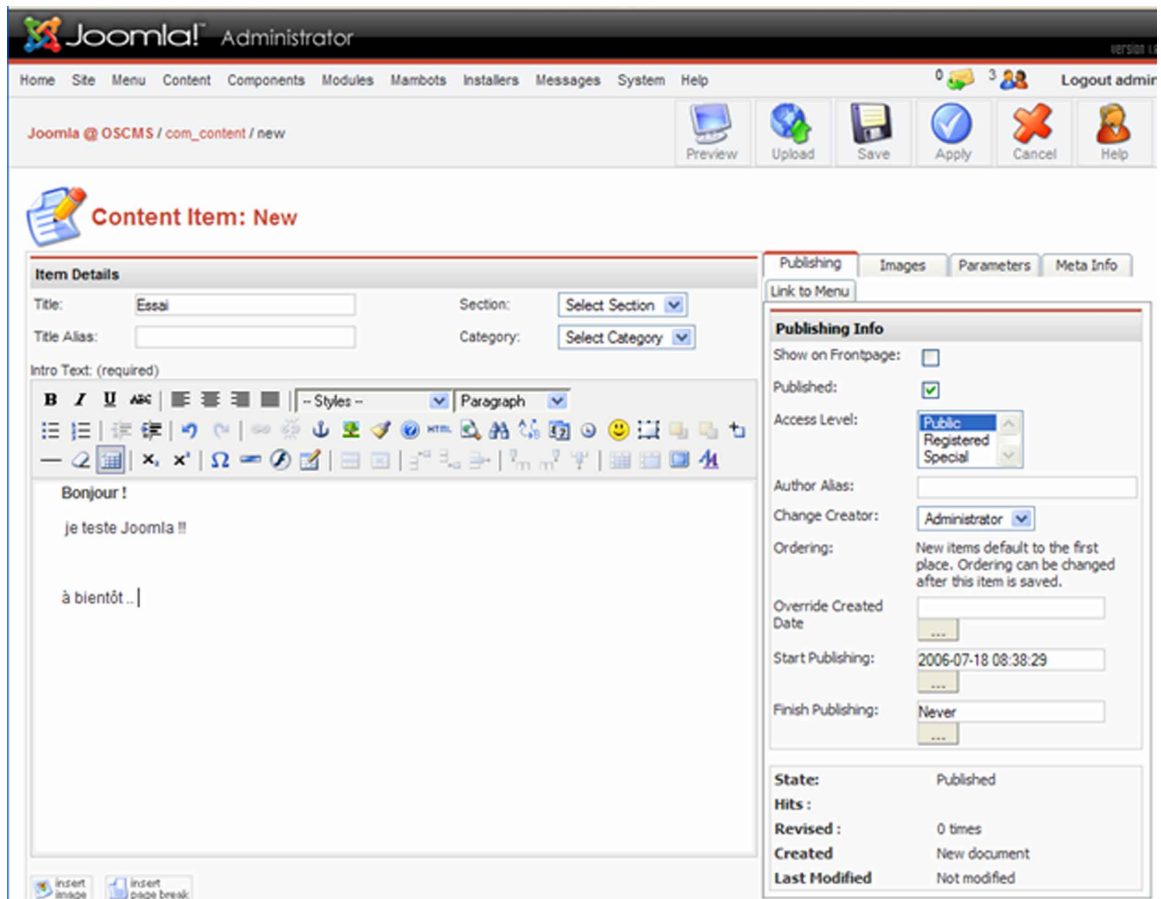 Joomla!™ Administrator
version 1.0
Home Site Menu Content Components Modules Mambots Installers Messages System Help 0 3 Logout admin
Joomla @ OSCMS / com_content / new
Preview Upload Save Apply Cancel Help
Content Item: New
Item Details
Title: Essai Section: Select Section
Title Alias: Category: Select Category
Intro Text: (required)
B I U ABC -- Styles -- Paragraph
HTML
Bonjour !
je teste Joomla !!
à bientôt ..
insert image
insert page break
Publishing Images Parameters Meta Info
Link to Menu
Publishing Info
Show on Frontpage:
Published:
Access Level: Public
Registered
Special
Author Alias:
Change Creator: Administrator
Ordering: New items default to the first
place. Ordering can be changed
after this item is saved.
Override Created
Date
...
Start Publishing: 2006-07-18 08:38:29
...
Finish Publishing: Never
...
State: Published
Hits :
Revised : 0 times
Created New document
Last Modified Not modified